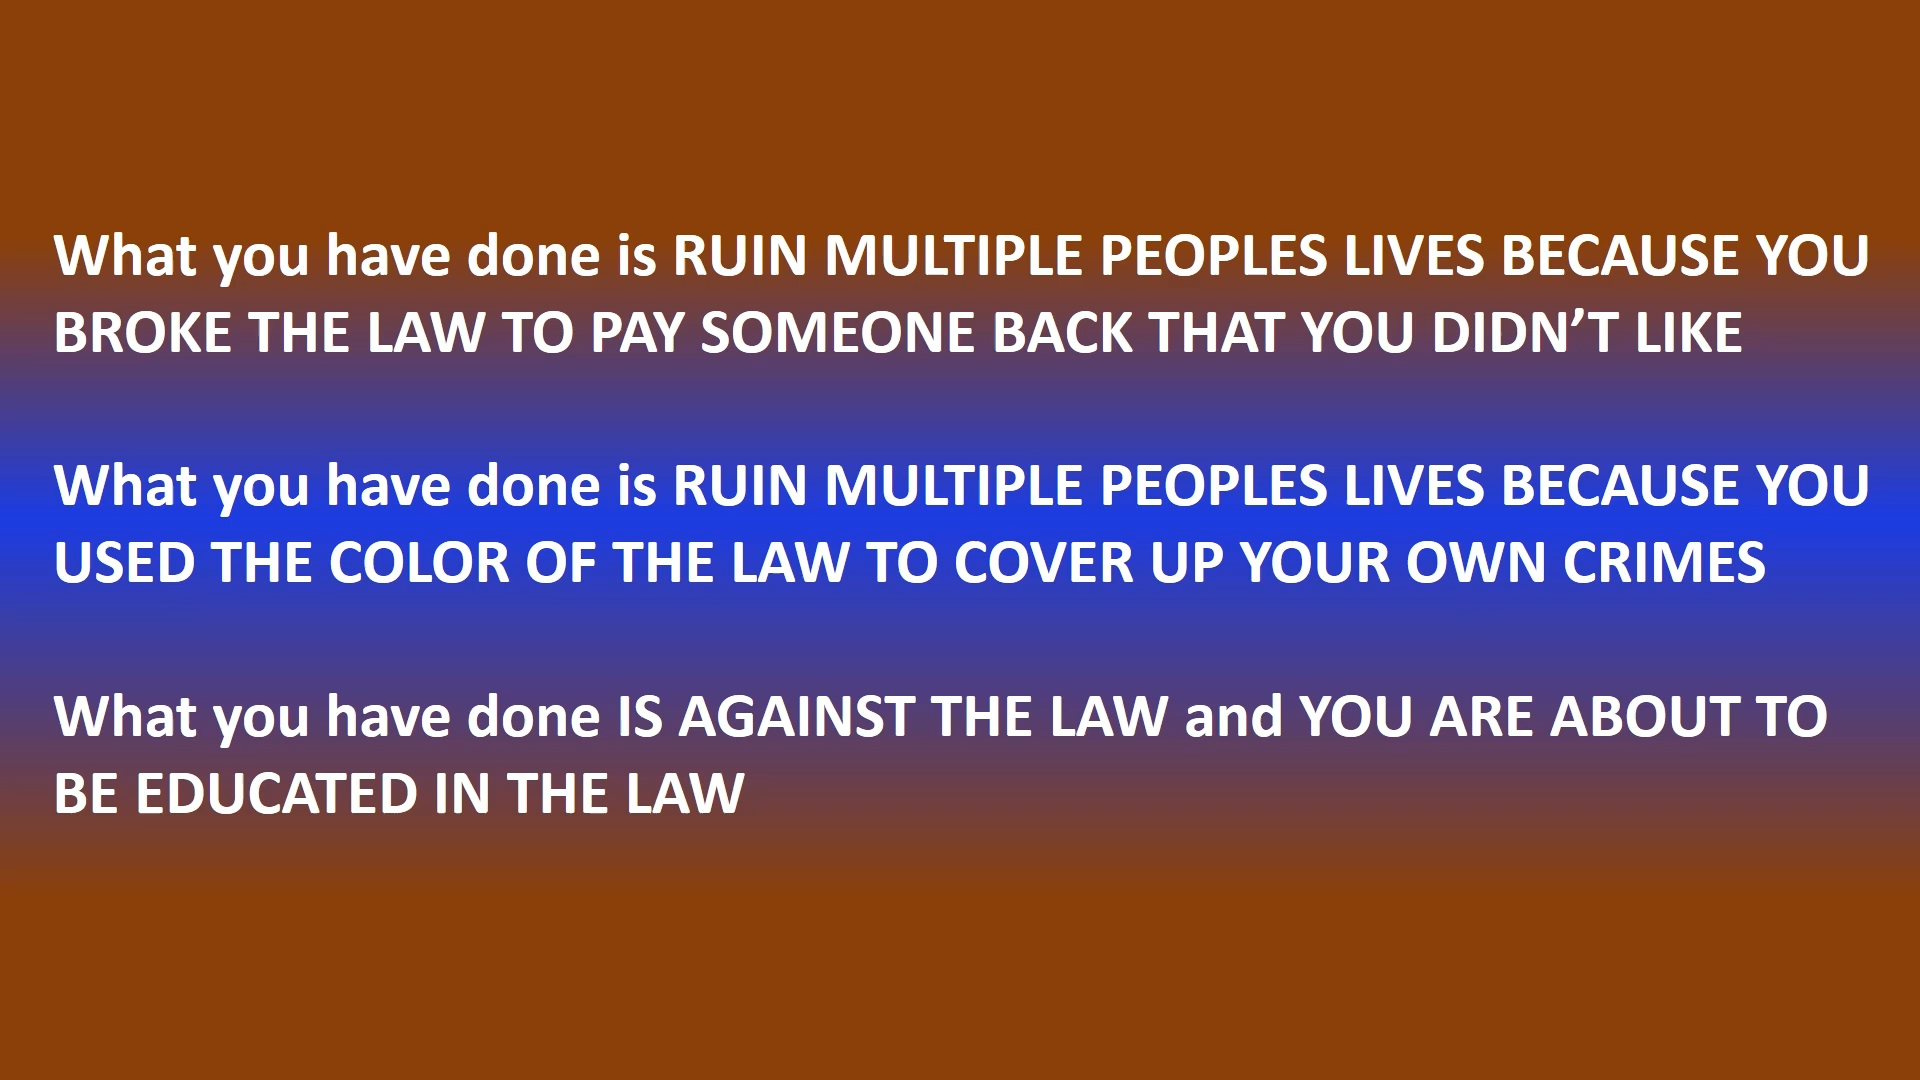 What you have done is RUIN MULTIPLE PEOPLES LIVES BECAUSE YOU
BROKE THE LAW TO PAY SOMEONE BACK THAT YOU DIDN’T LIKE
What you have done is RUIN MULTIPLE PEOPLES LIVES BECAUSE YOU
USED THE COLOR OF THE LAW TO COVER UP YOUR OWN CRIMES
What you have done IS AGAINST THE LAW and YOU ARE ABOUT TO
BE EDUCATED IN THE LAW